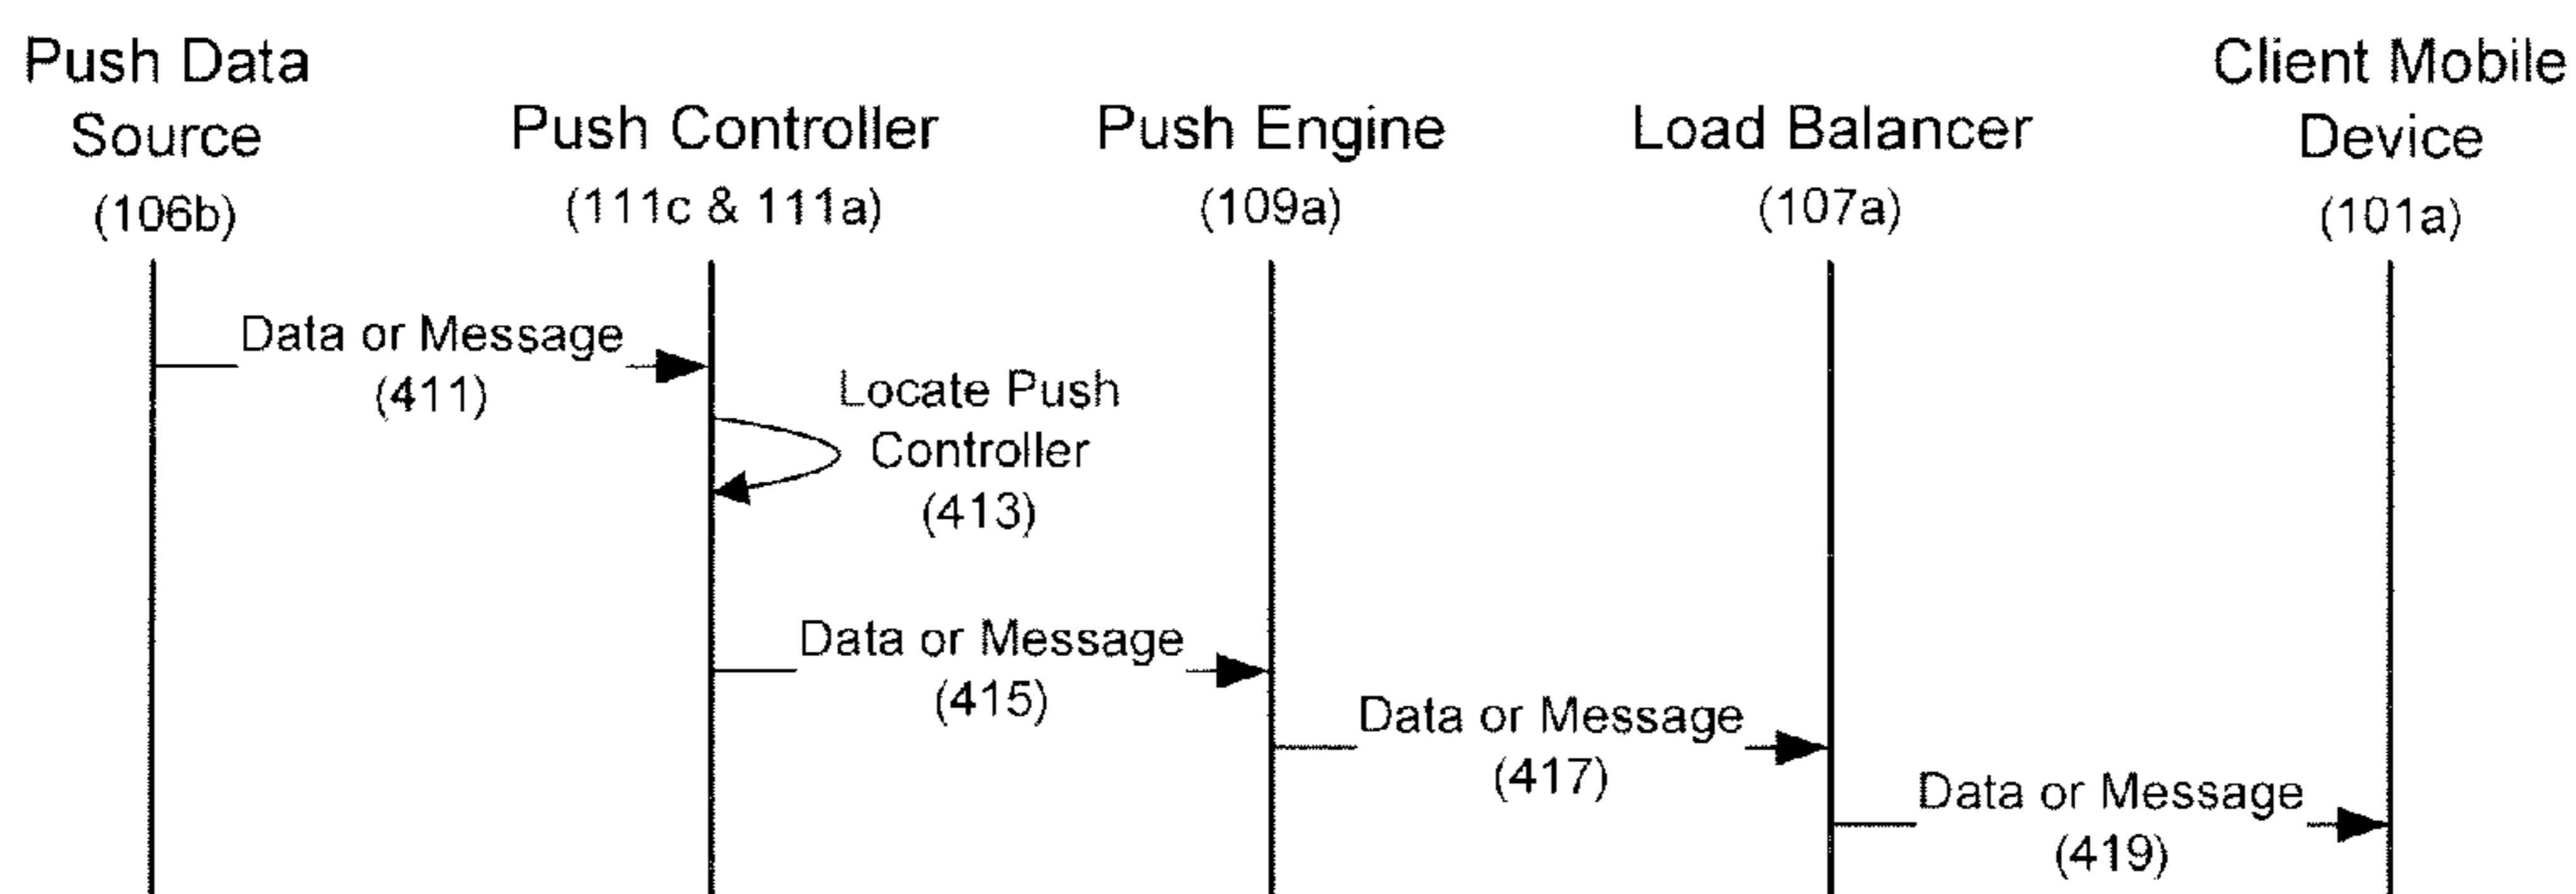 Push Data
Source
(106b)
Push Controller
(111c & 111a)
Push Engine
(109a)
Load Balancer
(107a)
Client Mobile
Device
(101a)
Data or Message
(411)
Locate Push
Controller
(413)
Data or Message
(415)
Data or Message
(417)
Data or Message
(419)